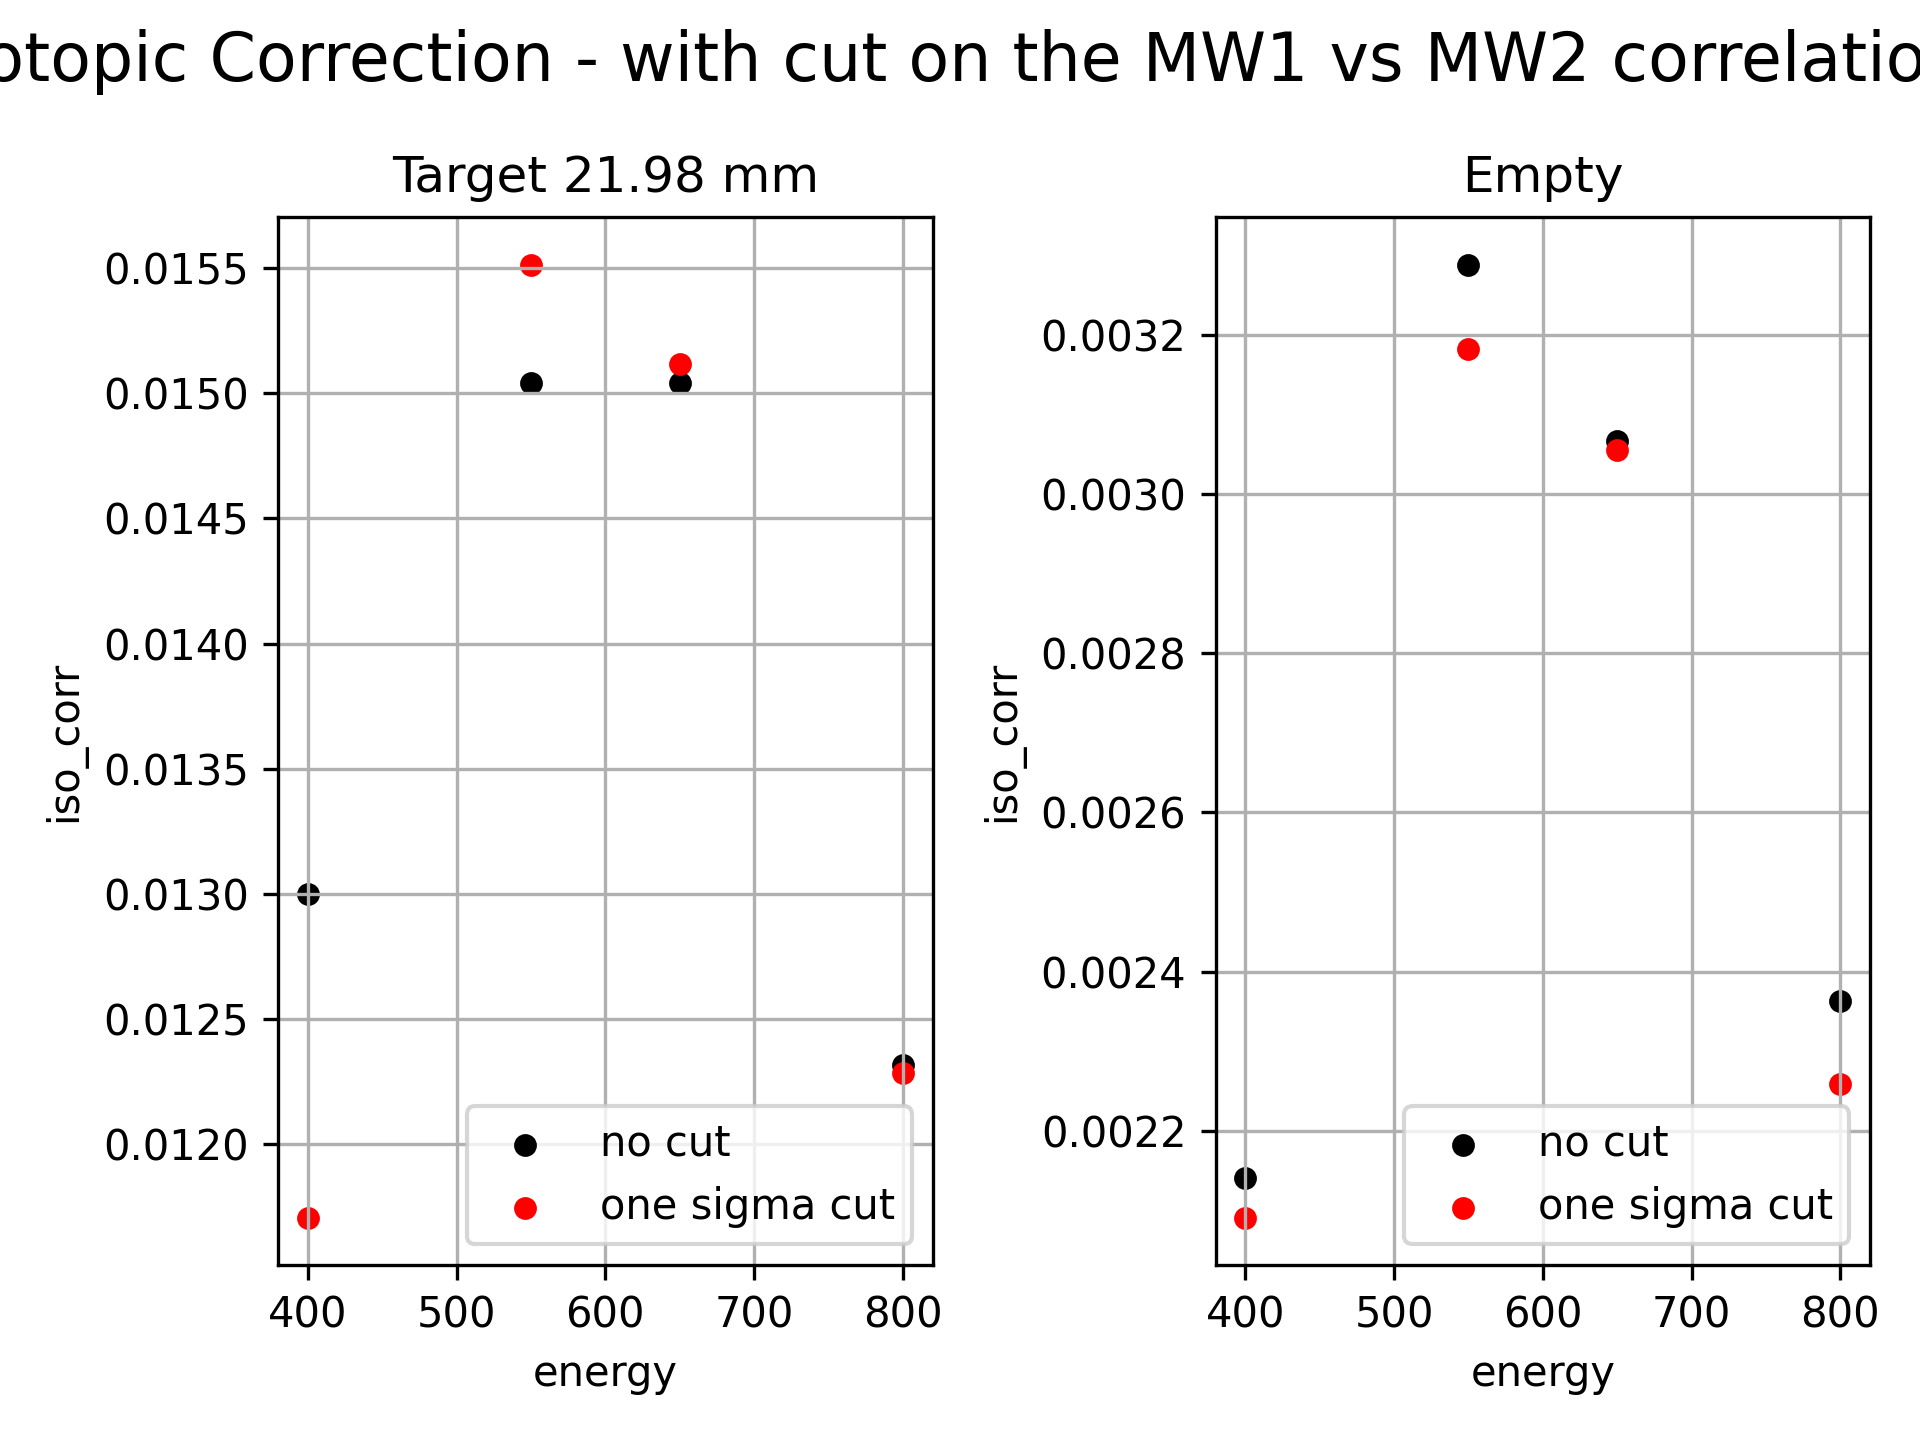 otopic Correction - with cut on the MW1 vs MW2 correlatio
Target 21.98 mm
0.0155
0.0150
0.0145
0.0140
0.0135
0.0130
0.0125
0.0120
iso_corr
no cut
one sigma cut
400 500 600 700 800
energy
Empty
0.0032
0.0030
0.0028
0.0026
0.0024
0.0022
iso_corr
no cut
one sigma cut
400 500 600 700 800
energy